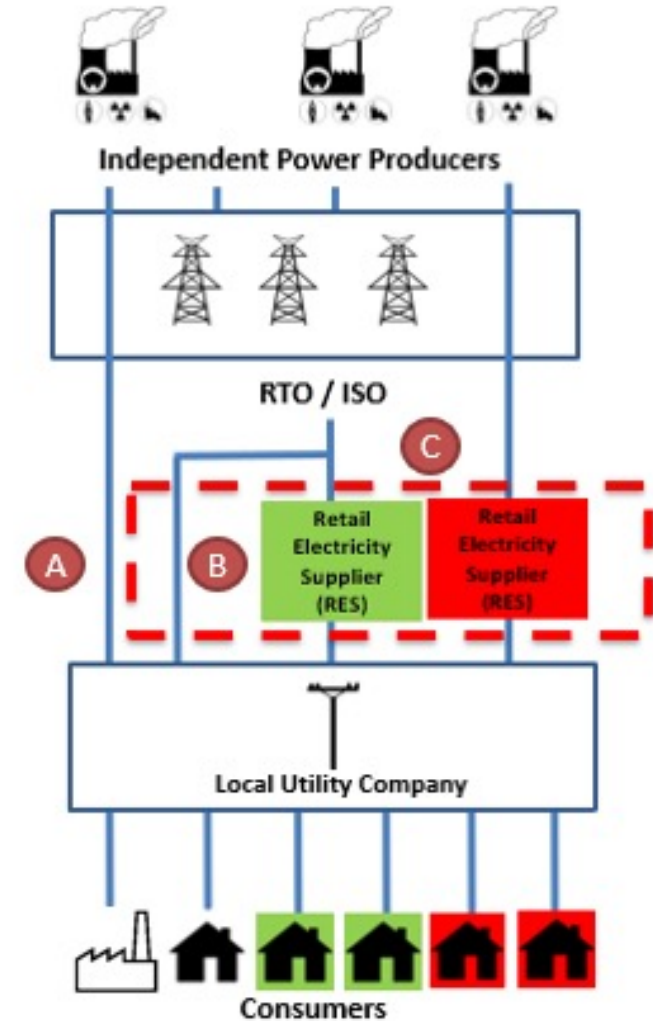 Independent Power Producers
RTO / ISO
C
A
B
Retail
Electricity
Supplier
(RES)
Retail
Electricity
Supplier
(RES)
Local Utility Company
Consumers